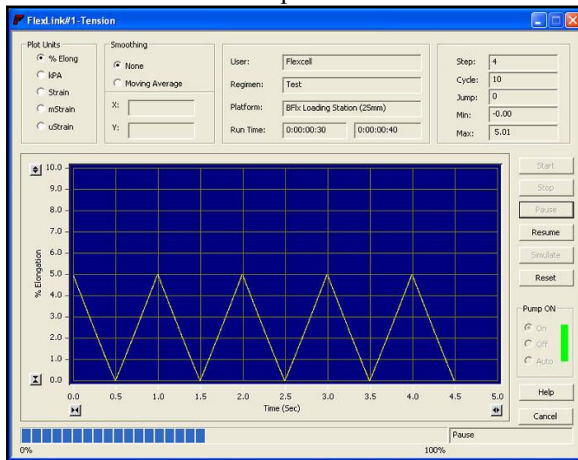 FlexLink#1-Tension
Plot Units
% Elong
kPA
Strain
mStrain
uStrain
Smoothing
None
Moving Average
X:
Y:
User: Flexcell
Regimen: Test
Platform: BFlx Loading Station (25mm)
Run Time: 0:00:00:30 0:00:00:40
Step: 4
Cycle: 10
Jump: 0
Min: -0.00
Max: 5.01
10.0
9.0
8.0
7.0
6.0
5.0
4.0
3.0
2.0
1.0
0.0
% Elongation
0.0 0.5 1.0 1.5 2.0 2.5 3.0 3.5 4.0 4.5 5.0
Time (Sec)
Start
Stop
Pause
Resume
Simulate
Reset
Pump ON
On
Off
Auto
Help
Cancel
Pause
0% 100%